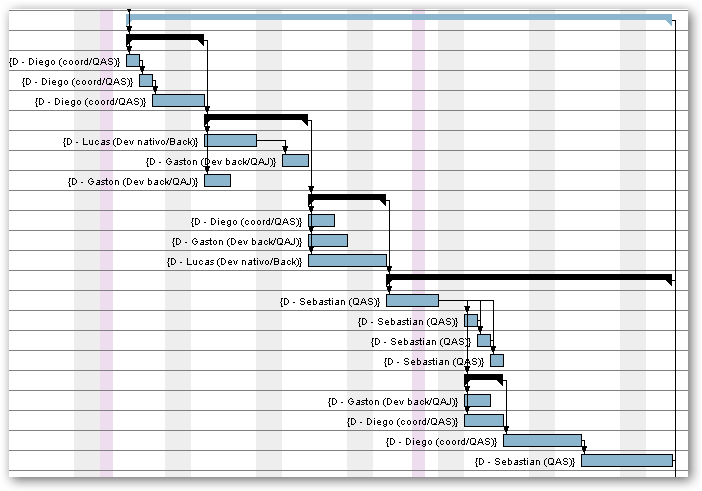 {D - Diego (coord/QAS)}
{D - Diego (coord/QAS)}
{D - Diego (coord/QAS)}
{D - Lucas (Dev nativo/Back)}
{D - Gaston (Dev back/QAJ)}
{D - Gaston (Dev back/QAJ)}
{D - Diego (coord/QAS)}
{D - Gaston (Dev back/QAJ)}
{D - Lucas (Dev nativo/Back)}
{D - Sebastian (QAS)}
{D - Sebastian (QAS)}
{D - Sebastian (QAS)}
{D - Sebastian (QAS)}
{D - Gaston (Dev back/QAJ)}
{D - Diego (coord/QAS)}
{D - Diego (coord/QAS)}
{D - Sebastian (QAS)}